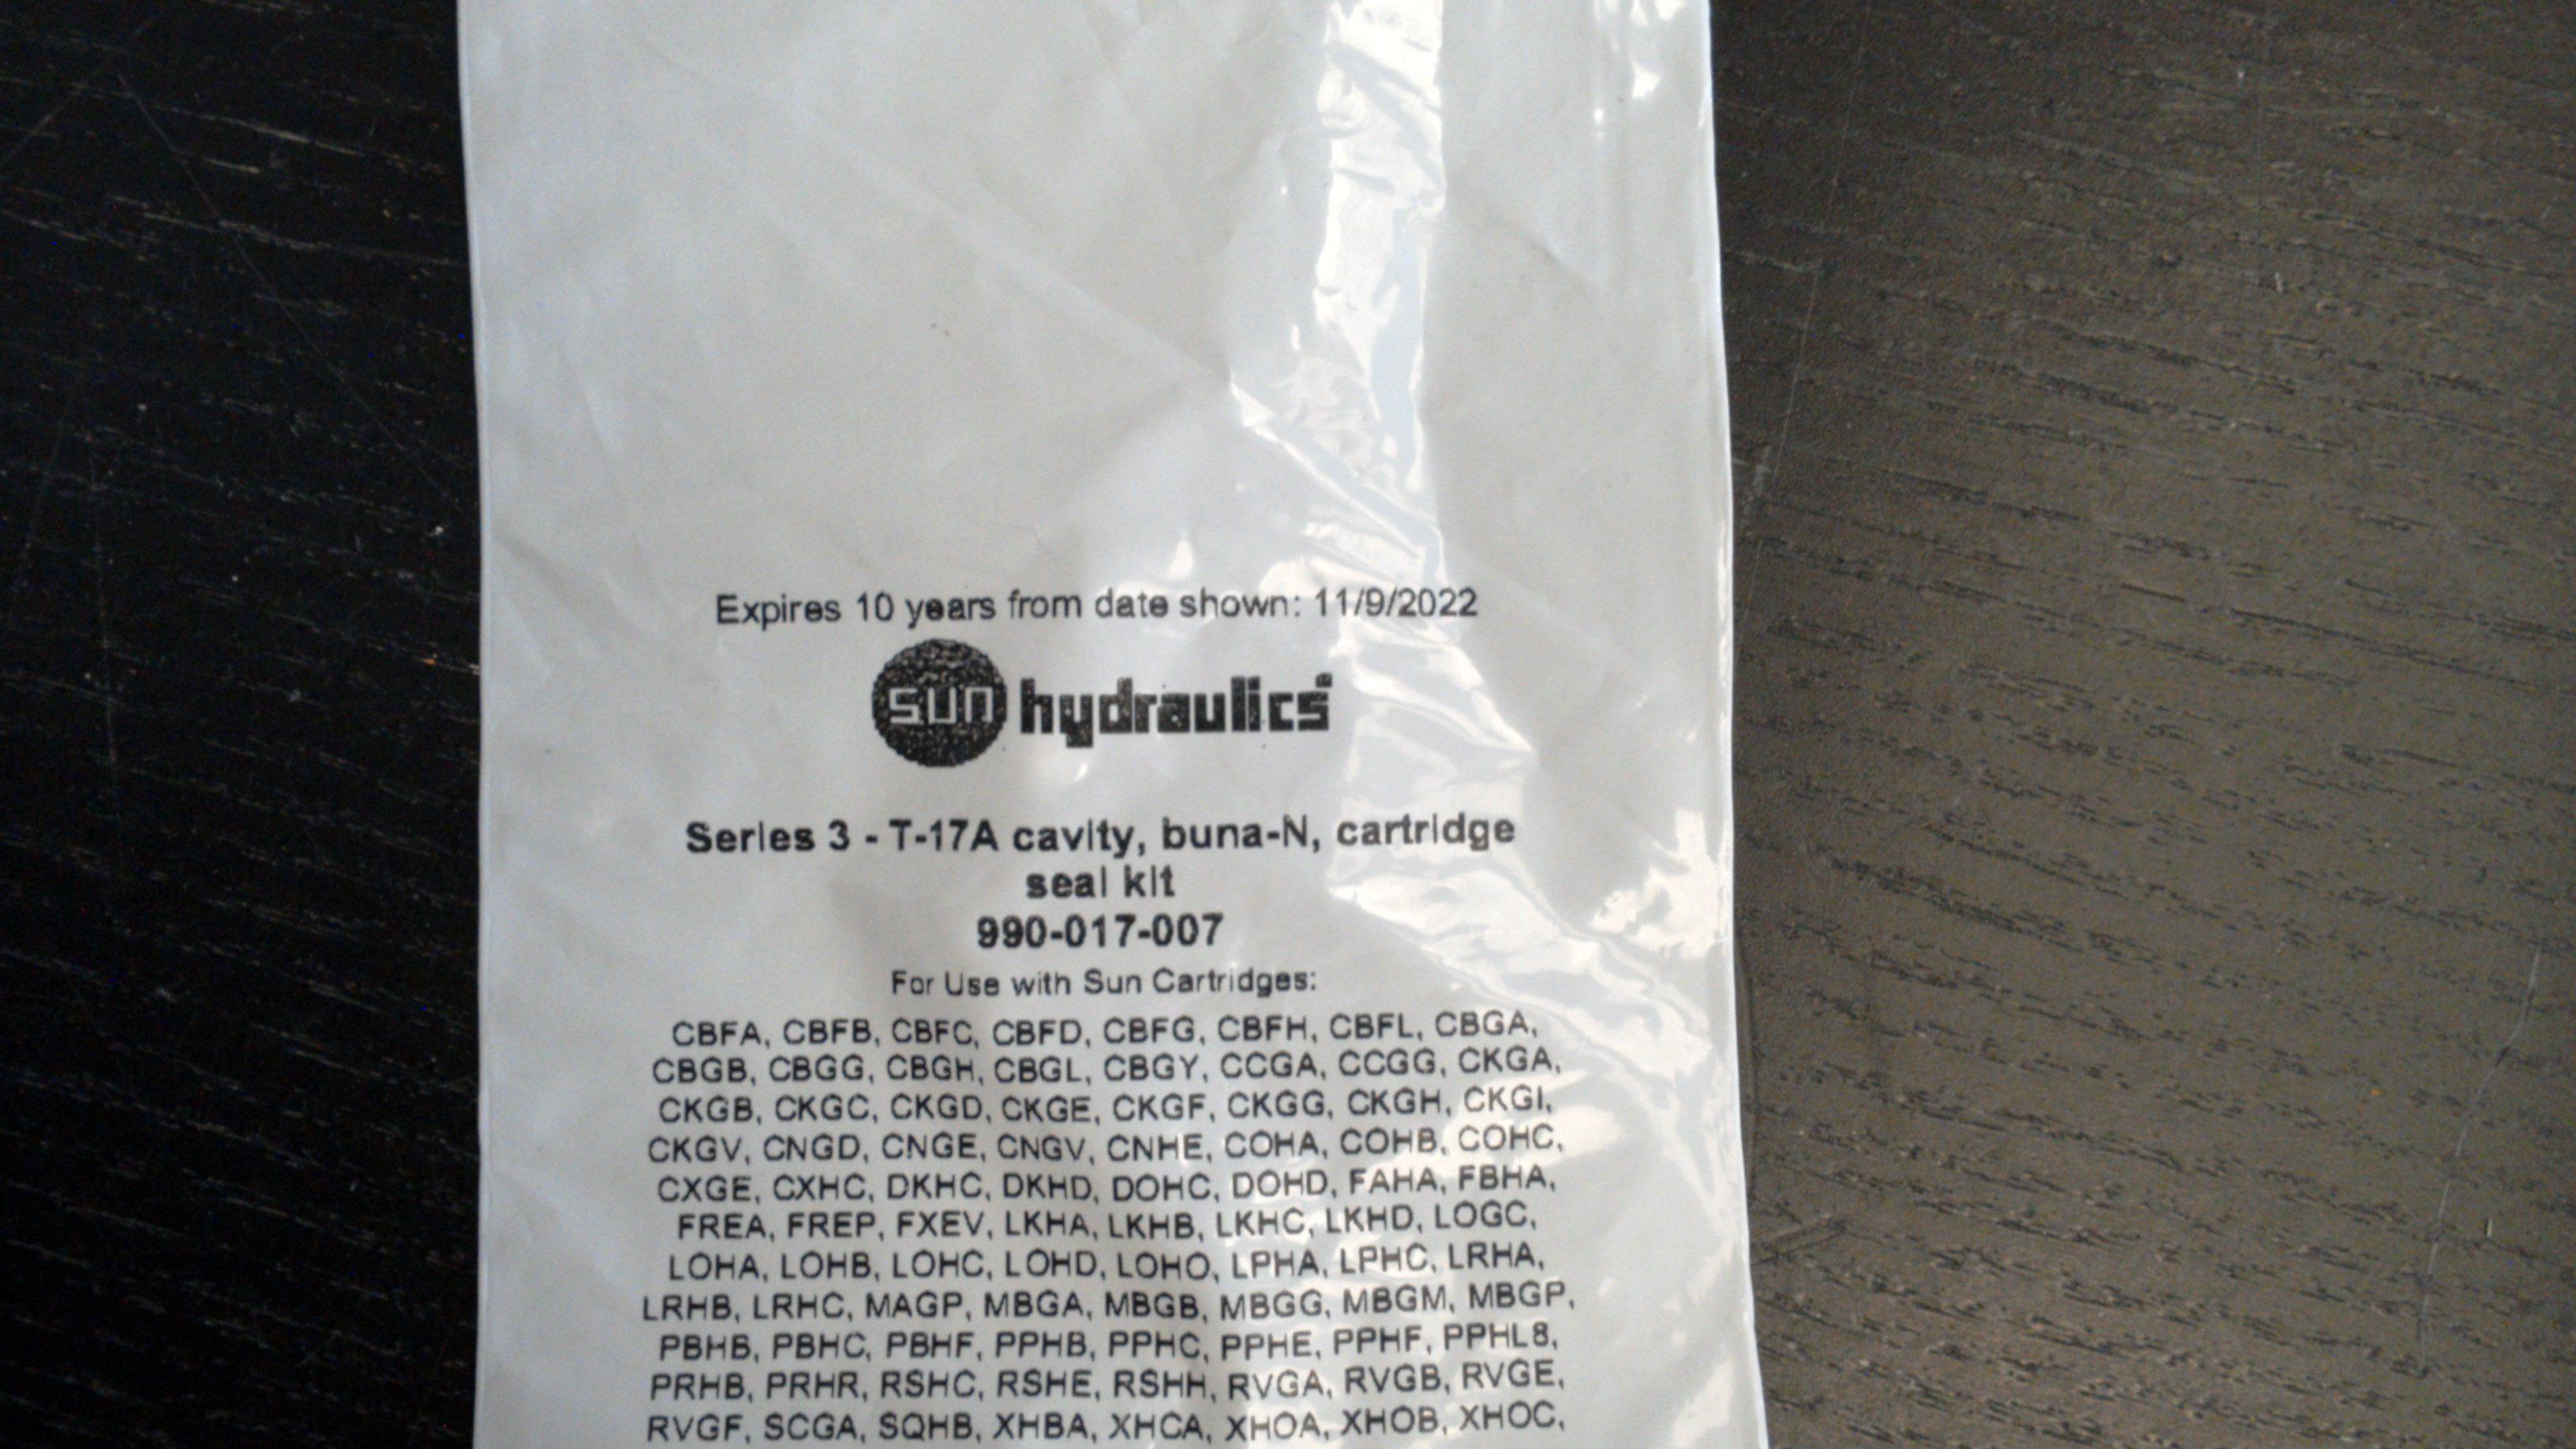 Expires 10 years from date shown: 11/9/2022
sun hydraulics
Series 3 - T-17A cavity, buna-N, cartridge
seal kit
990-017-007
For Use with Sun Cartridges:
CBFA, CBFB, CBFC, CBFD, CBFG, CBFH, CBFL, CBGA,
CBGB, CBGG, CBGH, CBGL, CBGY, CCGA, CCGG, CKGA,
CKGB, CKGC, CKGD, CKGE, CKGF, CKGG, CKGH, CKGI,
CKGV, CNGD, CNGE, CNGV, CNHE, COHA, COHB, COHC,
CXGE, CXHC, DKHC, DKHD, DOHC, DOHD, FAHA, FBHA,
FREA, FREP, FXEV, LKHA, LKHB, LKHC, LKHD, LOGC,
LOHA, LOHB, LOHC, LOHD, LOHO, LPHA, LPHC, LRHA,
LRHB, LRHC, MAGP, MBGA, MBGB, MBGG, MBGM, MBGP,
PBHB, PBHC, PBHF, PPHB, PPHC, PPHE, PPHF, PPHL8,
PRHB, PRHR, RSHC, RSHE, RSHH, RVGA, RVGB, RVGE,
RVGF, SCGA, SQHB, XHBA, XHCA, XHOA, XHOB, XHOC,